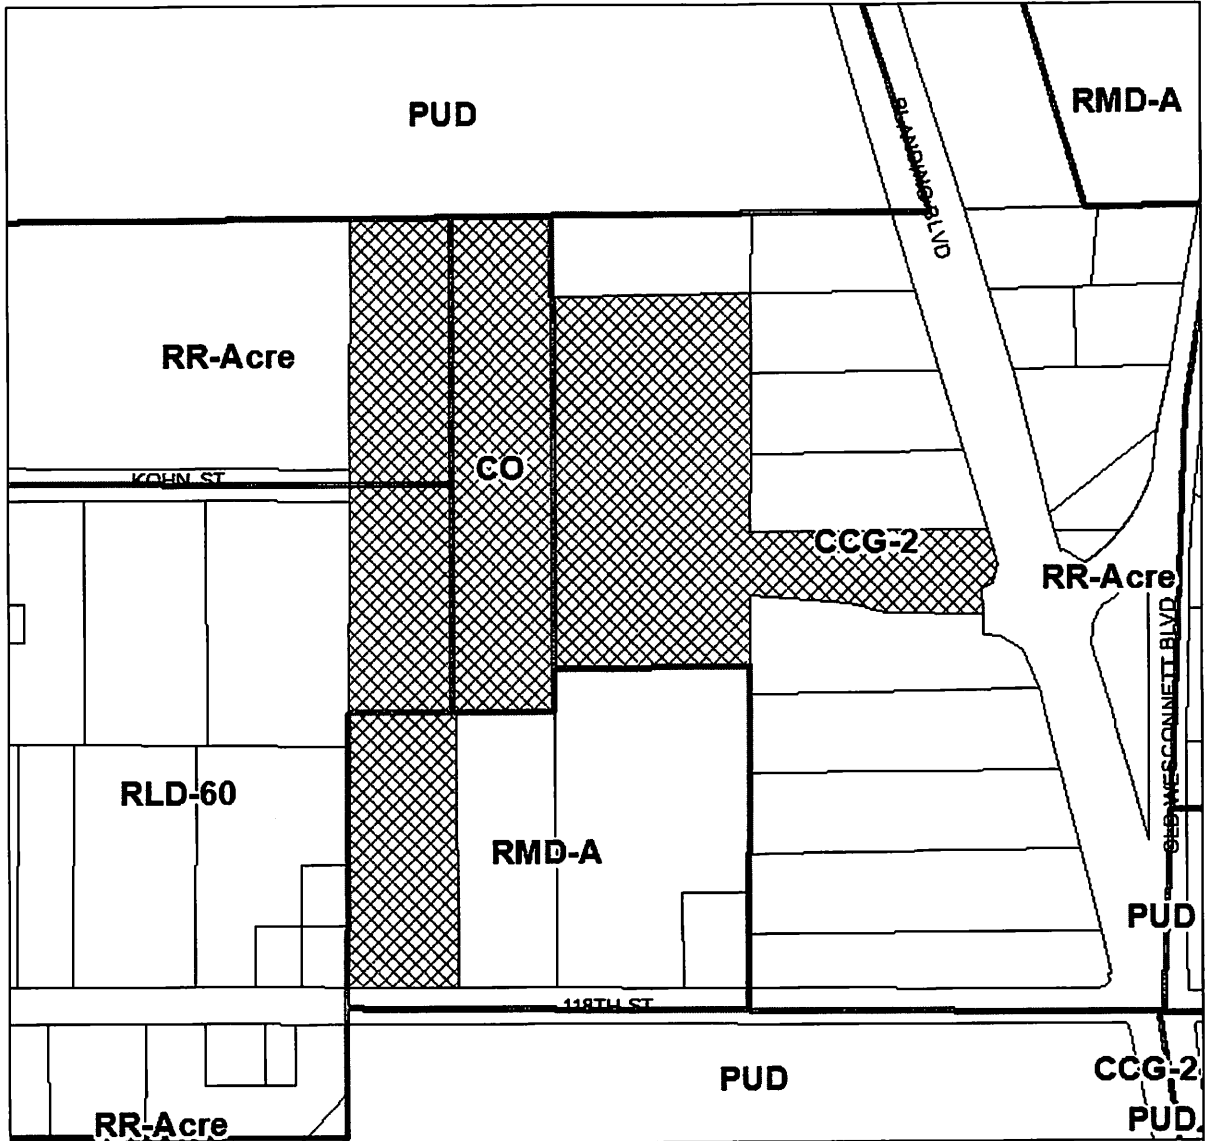 PUD
RMD-A
BLANDING BLVD
RR-Acre
CO
KOHN ST
CCG-2
RR-Acre
OLD WESCONNETT BLVD
RLD-60
RMD-A
PUD
118TH ST
PUD
CCG-2
RR-Acre
PUD